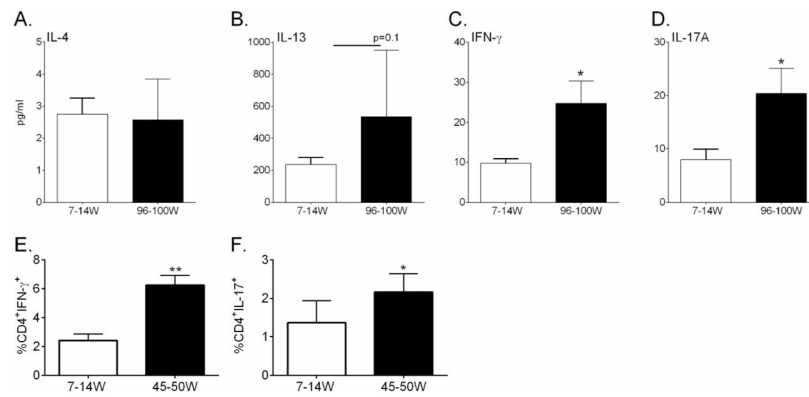 A.
IL-4
pg/ml
5
4
3
2
1
0
7-14W 96-100W
B.
IL-13
p=0.1
1000
800
600
400
200
0
7-14W 96-100W
C.
IFN-γ
40
30
20
10
0
*
7-14W 96-100W
D.
IL-17A
30
20
10
0
*
7-14W 96-100W
E.
%CD4⁺IFN-γ⁺
8
6
4
2
0
**
7-14W 45-50W
F.
%CD4⁺IL-17⁺
3
2
1
0
*
7-14W 45-50W